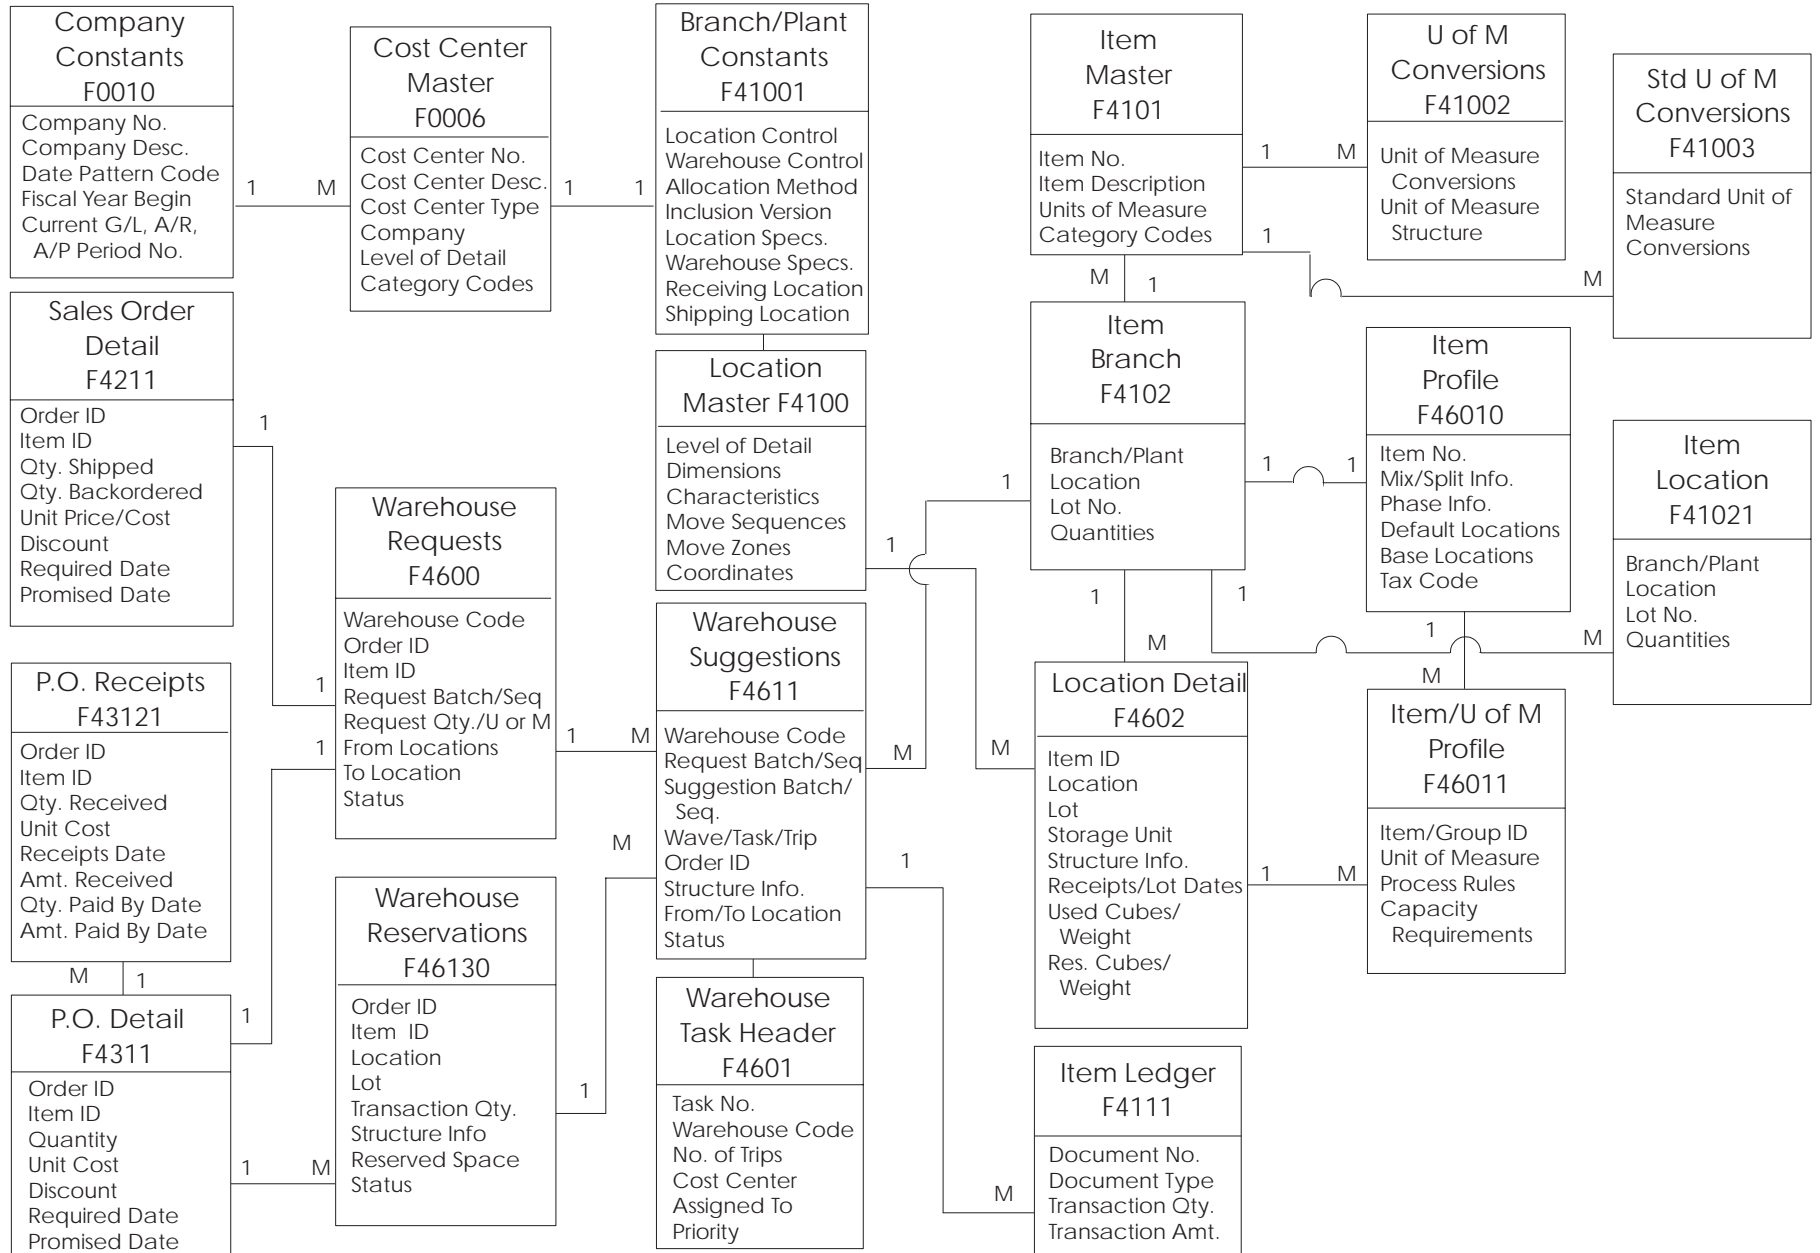 Company
Constants
F0010
Company No.
Company Desc.
Date Pattern Code
Fiscal Year Begin
Current G/L, A/R,
A/P Period No.
1
M
Cost Center
Master
F0006
Cost Center No.
Cost Center Desc.
Cost Center Type
Company
Level of Detail
Category Codes
1
1
Branch/Plant
Constants
F41001
Location Control
Warehouse Control
Allocation Method
Inclusion Version
Location Specs.
Warehouse Specs.
Receiving Location
Shipping Location
Item
Master
F4101
Item No.
Item Description
Units of Measure
Category Codes
1
M
1
M
M
1
U of M
Conversions
F41002
Unit of Measure
Conversions
Unit of Measure
Structure
Std U of M
Conversions
F41003
Standard Unit of
Measure
Conversions
Sales Order
Detail
F4211
Order ID
Item ID
Qty. Shipped
Qty. Backordered
Unit Price/Cost
Discount
Required Date
Promised Date
1
1
Warehouse
Requests
F4600
Warehouse Code
Order ID
Item ID
Request Batch/Seq
Request Qty./U or M
From Locations
To Location
Status
1
1
M
Location
Master F4100
Level of Detail
Dimensions
Characteristics
Move Sequences
Move Zones
Coordinates
1
M
Item
Branch
F4102
Branch/Plant
Location
Lot No.
Quantities
1
M
1
1
1
M
1
M
Item
Profile
F46010
Item No.
Mix/Split Info.
Phase Info.
Default Locations
Base Locations
Tax Code
1
M
Item
Location
F41021
Branch/Plant
Location
Lot No.
Quantities
P.O. Receipts
F43121
Order ID
Item ID
Qty. Received
Unit Cost
Receipts Date
Amt. Received
Qty. Paid By Date
Amt. Paid By Date
M
1
Warehouse
Suggestions
F4611
Warehouse Code
Request Batch/Seq
Suggestion Batch/
Seq.
Wave/Task/Trip
Order ID
Structure Info.
From/To Location
Status
M
1
Location Detail
F4602
Item ID
Location
Lot
Storage Unit
Structure Info.
Receipts/Lot Dates
Used Cubes/
Weight
Res. Cubes/
Weight
1
M
Item/U of M
Profile
F46011
Item/Group ID
Unit of Measure
Process Rules
Capacity
Requirements
P.O. Detail
F4311
Order ID
Item ID
Quantity
Unit Cost
Discount
Required Date
Promised Date
1
1
M
Warehouse
Reservations
F46130
Order ID
Item ID
Location
Lot
Transaction Qty.
Structure Info
Reserved Space
Status
1
Warehouse
Task Header
F4601
Task No.
Warehouse Code
No. of Trips
Cost Center
Assigned To
Priority
M
Item Ledger
F4111
Document No.
Document Type
Transaction Qty.
Transaction Amt.